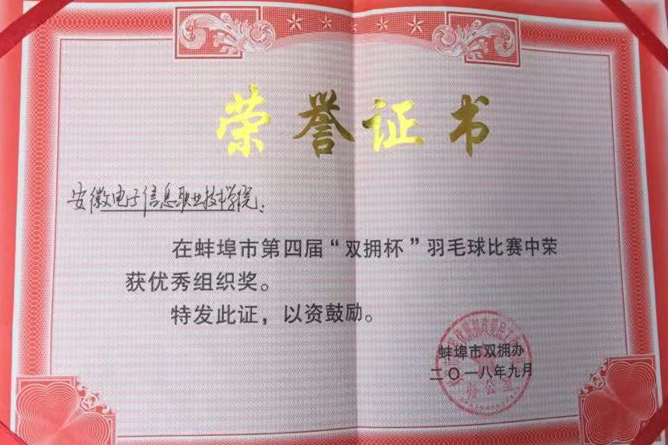 荣誉证书
安徽电子信息职业技术学院：
在蚌埠市第四届“双拥杯”羽毛球比赛中荣
获优秀组织奖。
特发此证，以资鼓励。
蚌埠市双拥办
二〇一八年九月